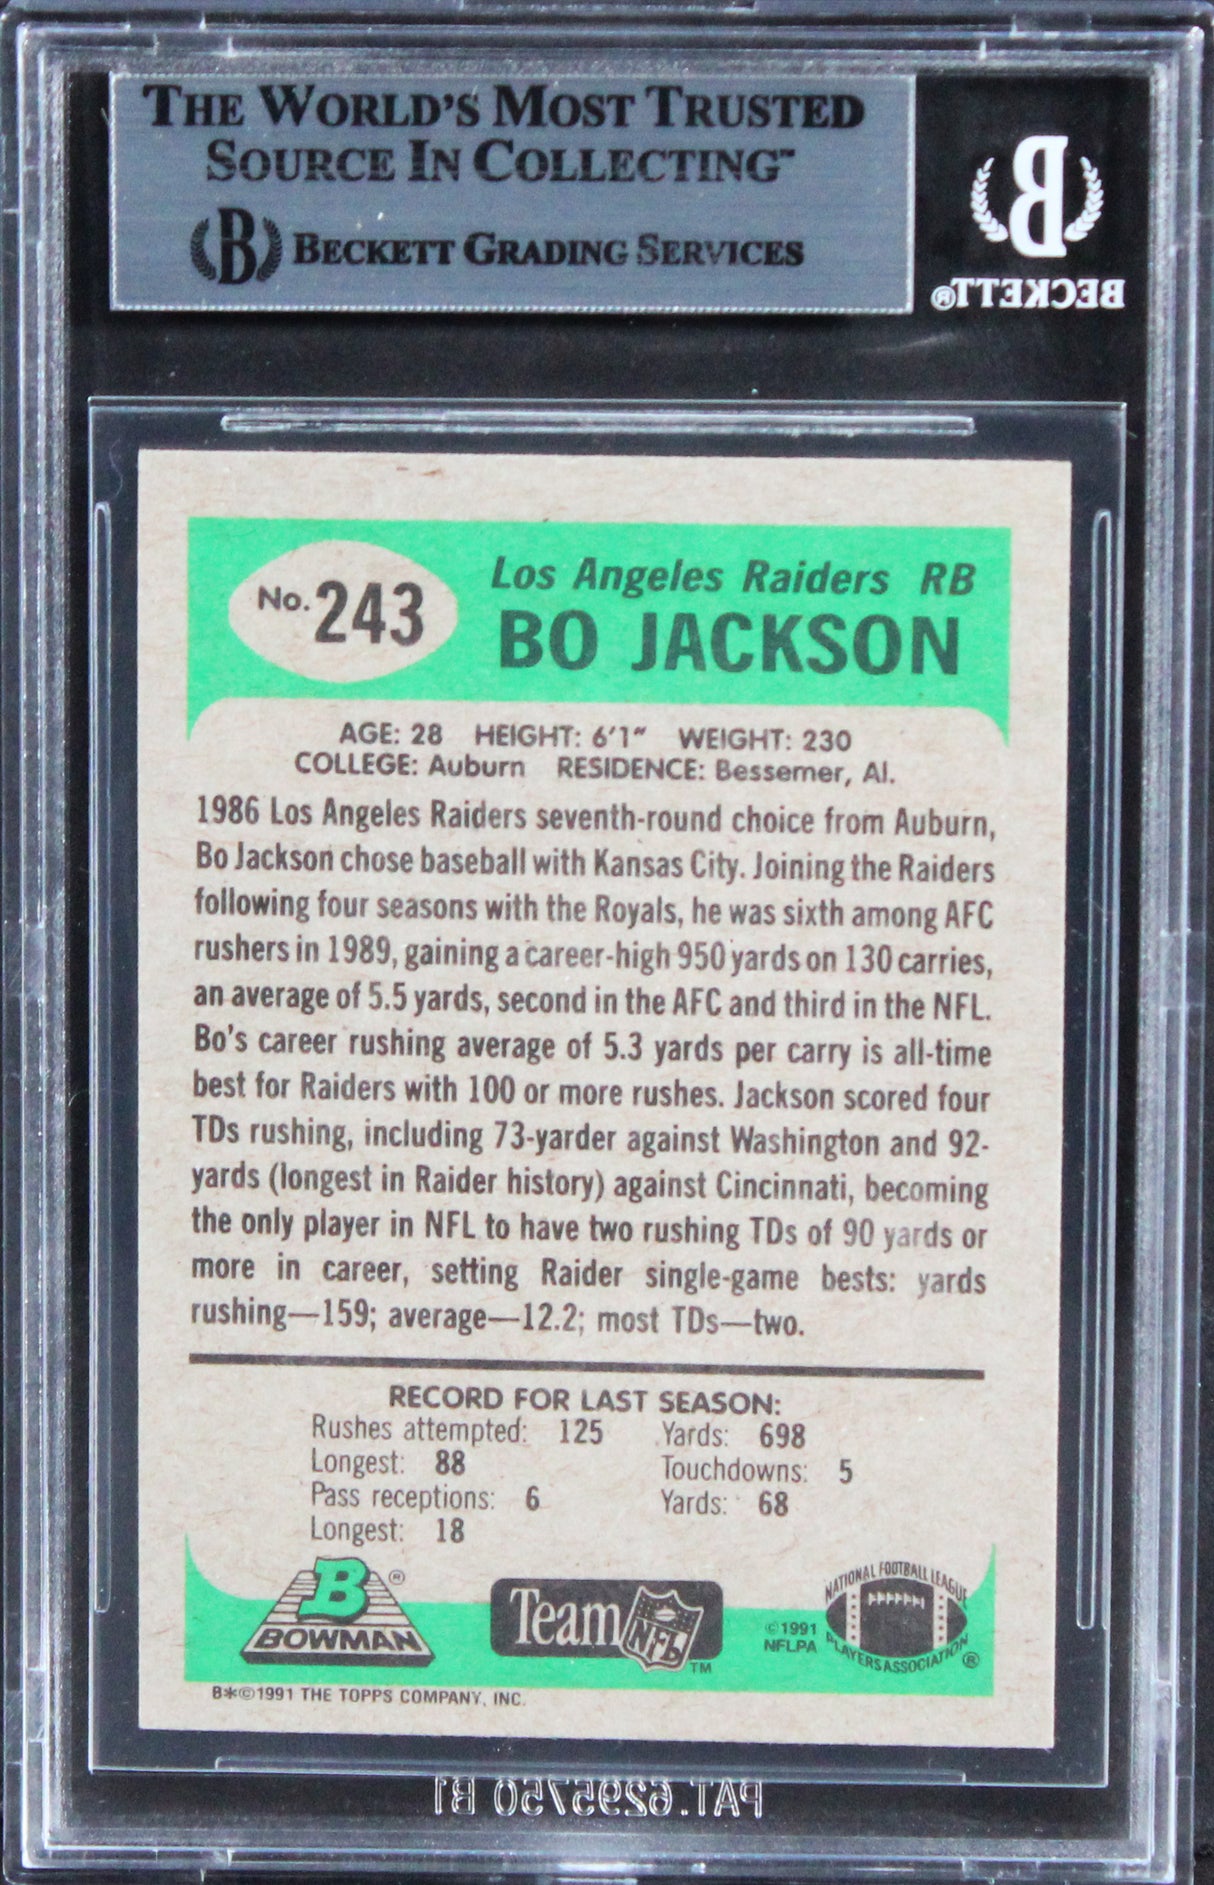 THE WORLD'S MOST TRUSTED
SOURCE IN COLLECTING™
B BECKETT GRADING SERVICES
B
BECKETT®
No. 243
Los Angeles Raiders RB
BO JACKSON
AGE: 28 HEIGHT: 6'1" WEIGHT: 230
COLLEGE: Auburn RESIDENCE: Bessemer, Al.
1986 Los Angeles Raiders seventh-round choice from Auburn,
Bo Jackson chose baseball with Kansas City. Joining the Raiders
following four seasons with the Royals, he was sixth among AFC
rushers in 1989, gaining a career-high 950 yards on 130 carries,
an average of 5.5 yards, second in the AFC and third in the NFL.
Bo's career rushing average of 5.3 yards per carry is all-time
best for Raiders with 100 or more rushes. Jackson scored four
TDs rushing, including 73-yarder against Washington and 92-
yards (longest in Raider history) against Cincinnati, becoming
the only player in NFL to have two rushing TDs of 90 yards or
more in career, setting Raider single-game bests: yards
rushing—159; average—12.2; most TDs—two.
RECORD FOR LAST SEASON:
Rushes attempted: 125 Yards: 698
Longest: 88 Touchdowns: 5
Pass receptions: 6 Yards: 68
Longest: 18
B®
BOWMAN
Team NFL™
©1991
NFLPA
NATIONAL FOOTBALL LEAGUE
PLAYERS ASSOCIATION®
B*©1991 THE TOPPS COMPANY, INC.
PAT.6295750 B1